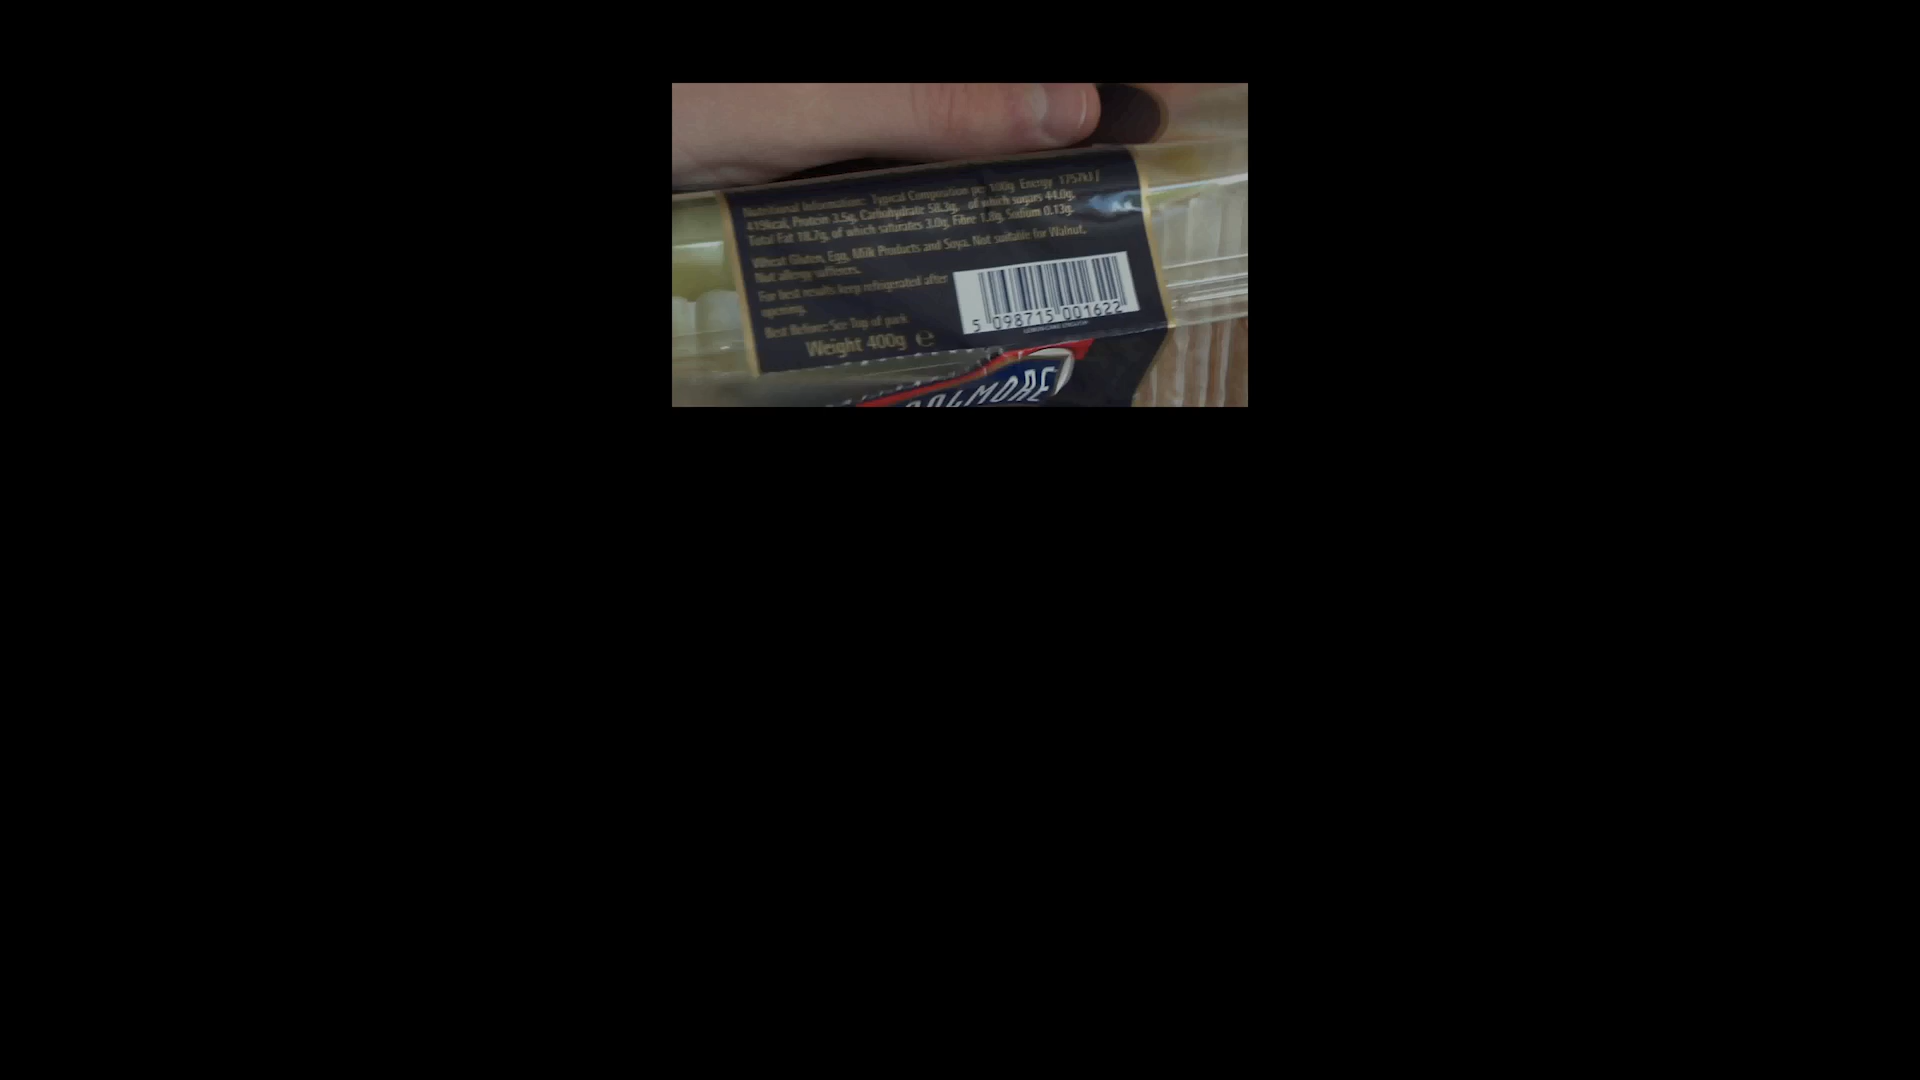 Nutritional Information: Typical Composition per 100g Energy 1757kJ/
419kcal, Protein 3.5g, Carbohydrate 58.3g, of which sugars 44.0g,
Total Fat 18.7g, of which saturates 3.0g, Fibre 1.8g, Sodium 0.13g.
Wheat Gluten, Egg, Milk Products and Soya. Not suitable for Walnut,
Nut allergy sufferers.
For best results keep refrigerated after
opening.
Best Before: See Top of pack
Weight 400g ℮
5 098715 001622